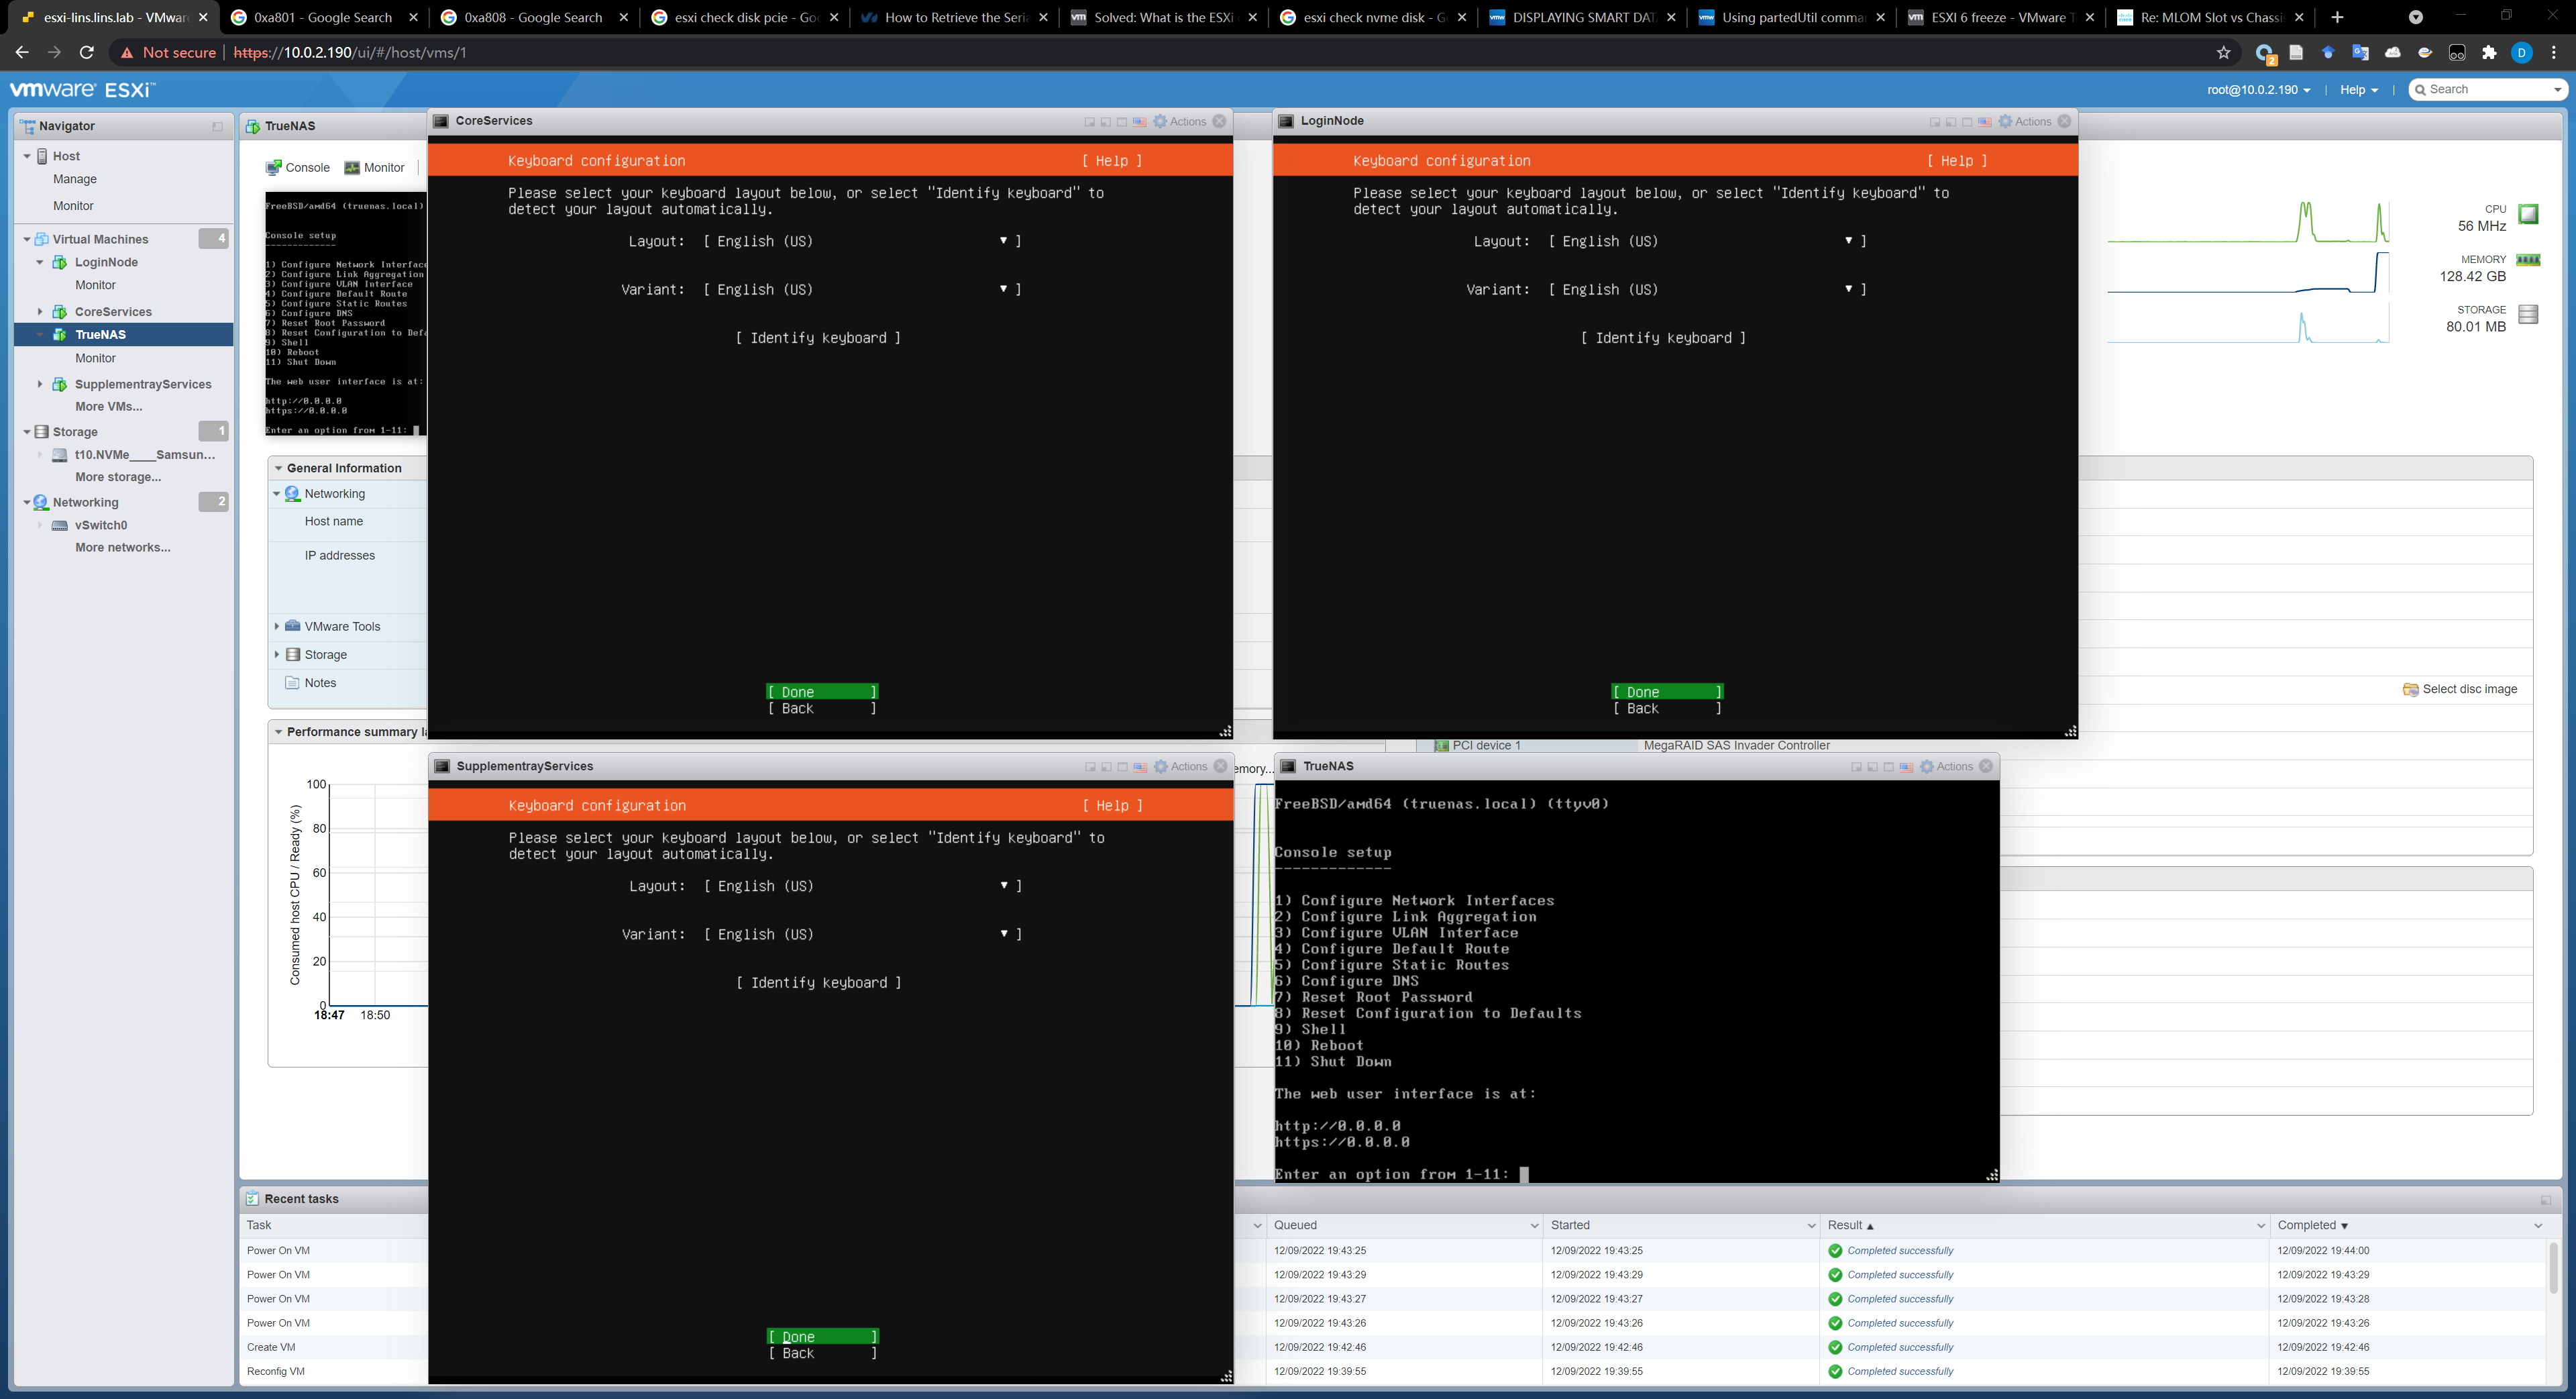 esxi-lins.lins.lab - VMwar
0xa801 - Google Search
0xa808 - Google Search
esxi check disk pcie - Go
How to Retrieve the Seri
Solved: What is the ESXi
esxi check nvme disk - G
DISPLAYING SMART DAT
Using partedUtil comma
ESXI 6 freeze - VMware T
Re: MLOM Slot vs Chassi
Not secure | https://10.0.2.190/ui/#/host/vms/1
2
D
vmware ESXi™
root@10.0.2.190
Help
Search
Navigator
Host
Manage
Monitor
Virtual Machines 4
LoginNode
Monitor
CoreServices
TrueNAS
Monitor
SupplementrayServices
More VMs...
Storage 1
t10.NVMe____Samsun...
More storage...
Networking 2
vSwitch0
More networks...
TrueNAS
Console
Monitor
FreeBSD/amd64 (truenas.local)
Console setup
-------------
1) Configure Network Interfac
2) Configure Link Aggregation
3) Configure VLAN Interface
4) Configure Default Route
5) Configure Static Routes
6) Configure DNS
7) Reset Root Password
8) Reset Configuration to Def
9) Shell
10) Reboot
11) Shut Down
The web user interface is at:
http://0.0.0.0
https://0.0.0.0
Enter an option from 1-11:
CPU
56 MHz
MEMORY
128.42 GB
STORAGE
80.01 MB
General Information
Networking
Host name
IP addresses
VMware Tools
Storage
Notes
Select disc image
PCI device 1
MegaRAID SAS Invader Controller
Performance summary l
emory...
Consumed host CPU / Ready (%)
100
80
60
40
20
0
18:47
18:50
CoreServices
Actions
Keyboard configuration [ Help ]
Please select your keyboard layout below, or select "Identify keyboard" to
detect your layout automatically.
Layout: [ English (US) ▼ ]
Variant: [ English (US) ▼ ]
[ Identify keyboard ]
[ Done ]
[ Back ]
LoginNode
Actions
Keyboard configuration [ Help ]
Please select your keyboard layout below, or select "Identify keyboard" to
detect your layout automatically.
Layout: [ English (US) ▼ ]
Variant: [ English (US) ▼ ]
[ Identify keyboard ]
[ Done ]
[ Back ]
SupplementrayServices
Actions
Keyboard configuration [ Help ]
Please select your keyboard layout below, or select "Identify keyboard" to
detect your layout automatically.
Layout: [ English (US) ▼ ]
Variant: [ English (US) ▼ ]
[ Identify keyboard ]
[ Done ]
[ Back ]
TrueNAS
Actions
FreeBSD/amd64 (truenas.local) (ttyv0)
Console setup
-------------
1) Configure Network Interfaces
2) Configure Link Aggregation
3) Configure VLAN Interface
4) Configure Default Route
5) Configure Static Routes
6) Configure DNS
7) Reset Root Password
8) Reset Configuration to Defaults
9) Shell
10) Reboot
11) Shut Down
The web user interface is at:
http://0.0.0.0
https://0.0.0.0
Enter an option from 1-11:
Recent tasks
Task Queued Started Result ▲ Completed ▼
Power On VM 12/09/2022 19:43:25 12/09/2022 19:43:25 Completed successfully 12/09/2022 19:44:00
Power On VM 12/09/2022 19:43:29 12/09/2022 19:43:29 Completed successfully 12/09/2022 19:43:29
Power On VM 12/09/2022 19:43:27 12/09/2022 19:43:27 Completed successfully 12/09/2022 19:43:28
Power On VM 12/09/2022 19:43:26 12/09/2022 19:43:26 Completed successfully 12/09/2022 19:43:26
Create VM 12/09/2022 19:42:46 12/09/2022 19:42:46 Completed successfully 12/09/2022 19:42:46
Reconfig VM 12/09/2022 19:39:55 12/09/2022 19:39:55 Completed successfully 12/09/2022 19:39:55